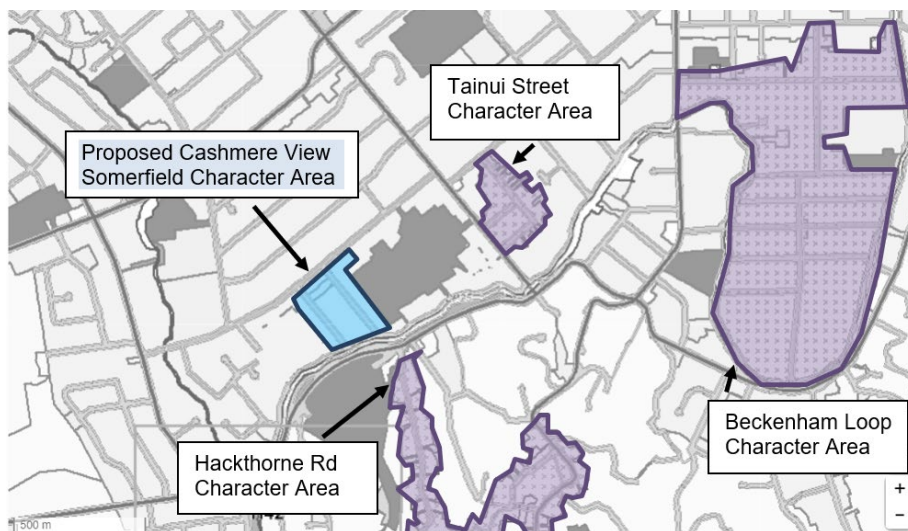 Tainui Street
Character Area
Proposed Cashmere View
Somerfield Character Area
Beckenham Loop
Character Area
Hackthorne Rd
Character Area
500 m
+
−